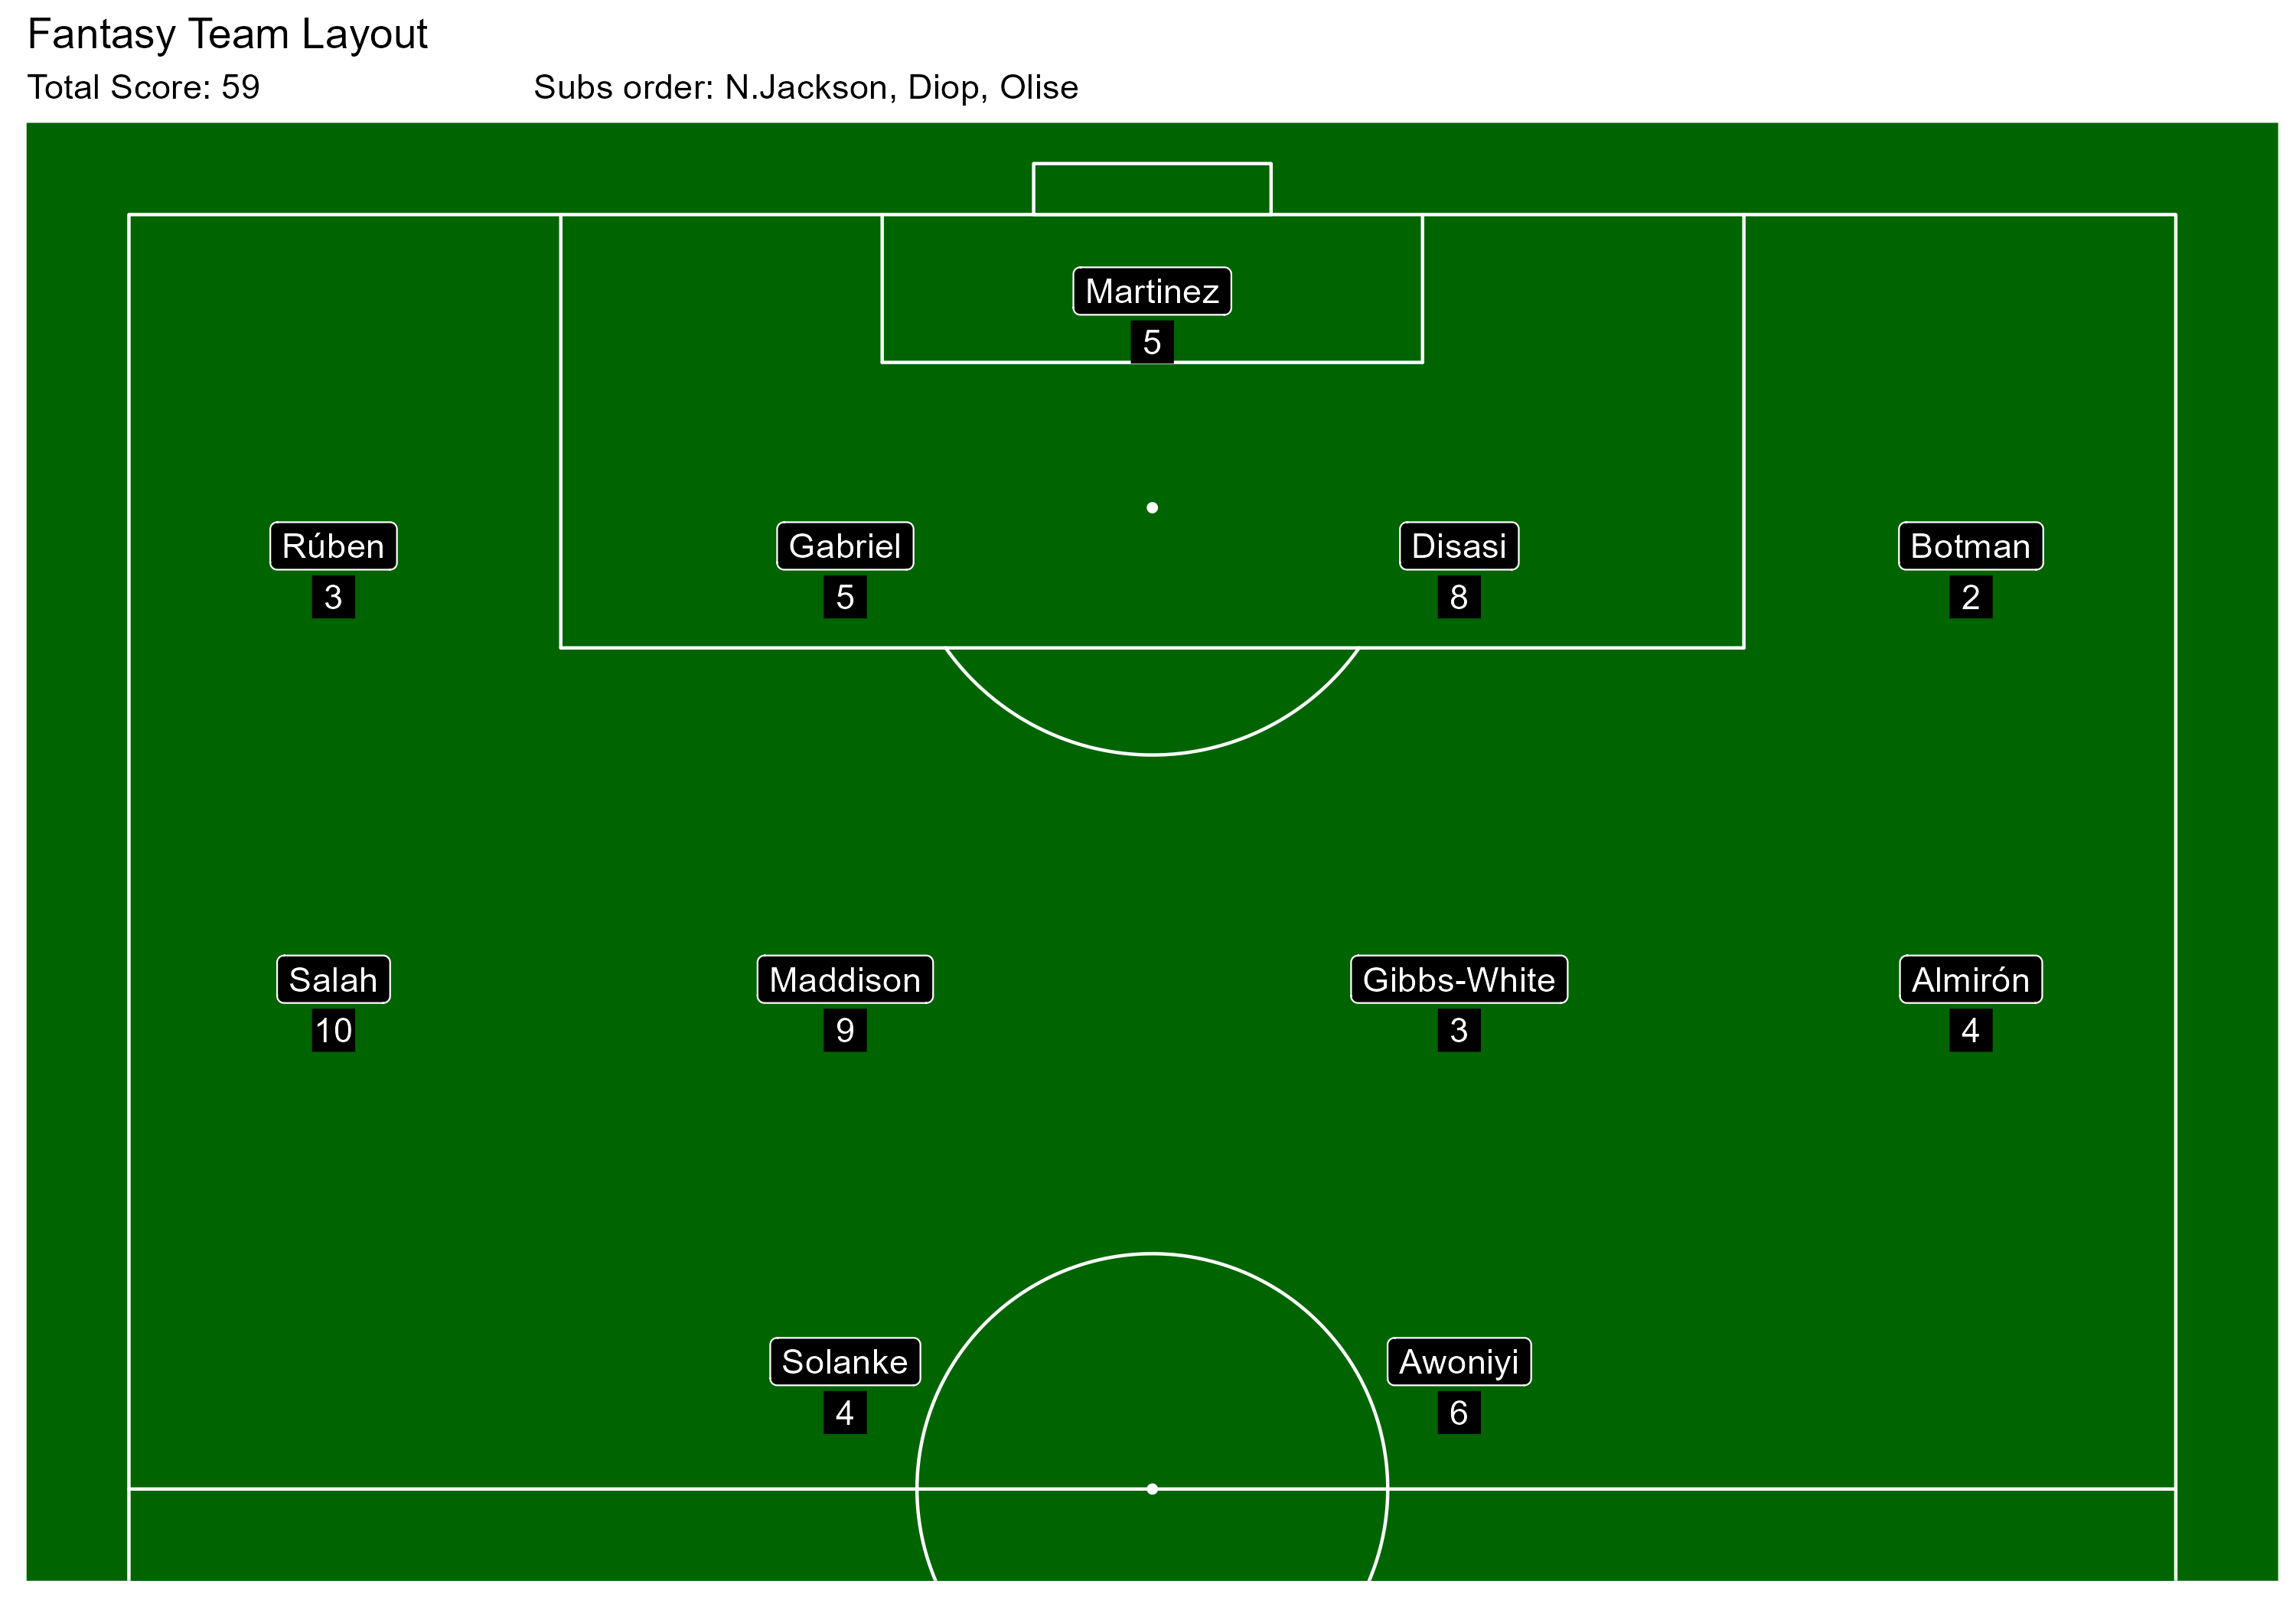 Fantasy Team Layout
Total Score: 59 Subs order: N.Jackson, Diop, Olise
Martinez
5
Rúben Gabriel Disasi Botman
3 5 8 2
Salah Maddison Gibbs-White Almirón
10 9 3 4
Solanke Awoniyi
4 6